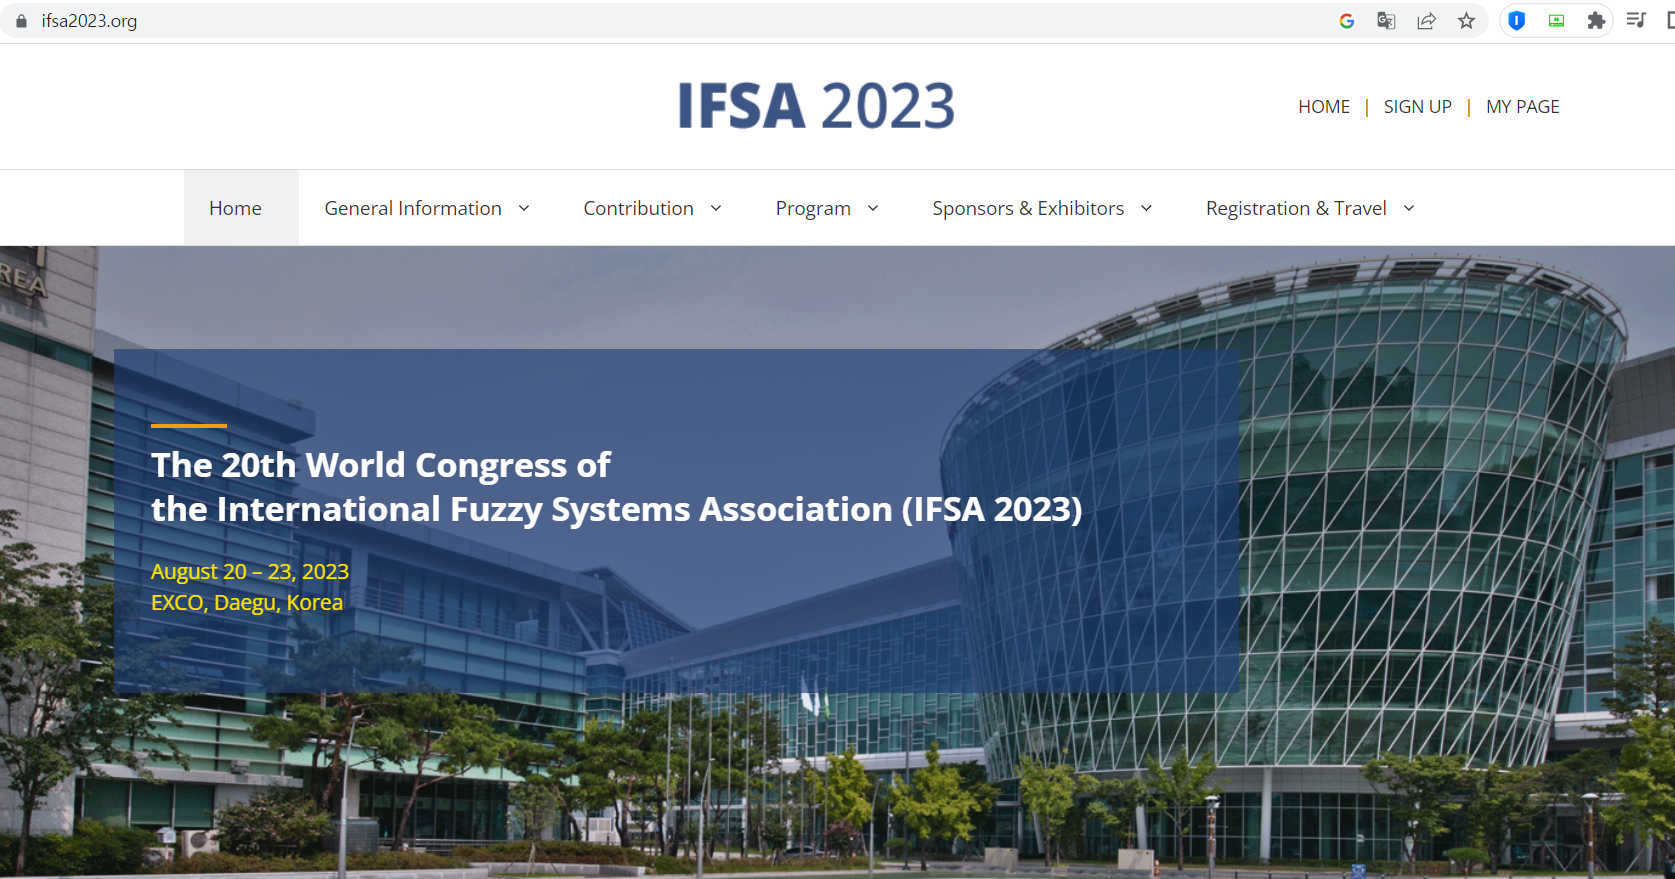 ifsa2023.org
IFSA 2023
HOME | SIGN UP | MY PAGE
Home General Information Contribution Program Sponsors & Exhibitors Registration & Travel
The 20th World Congress of
the International Fuzzy Systems Association (IFSA 2023)
August 20 – 23, 2023
EXCO, Daegu, Korea